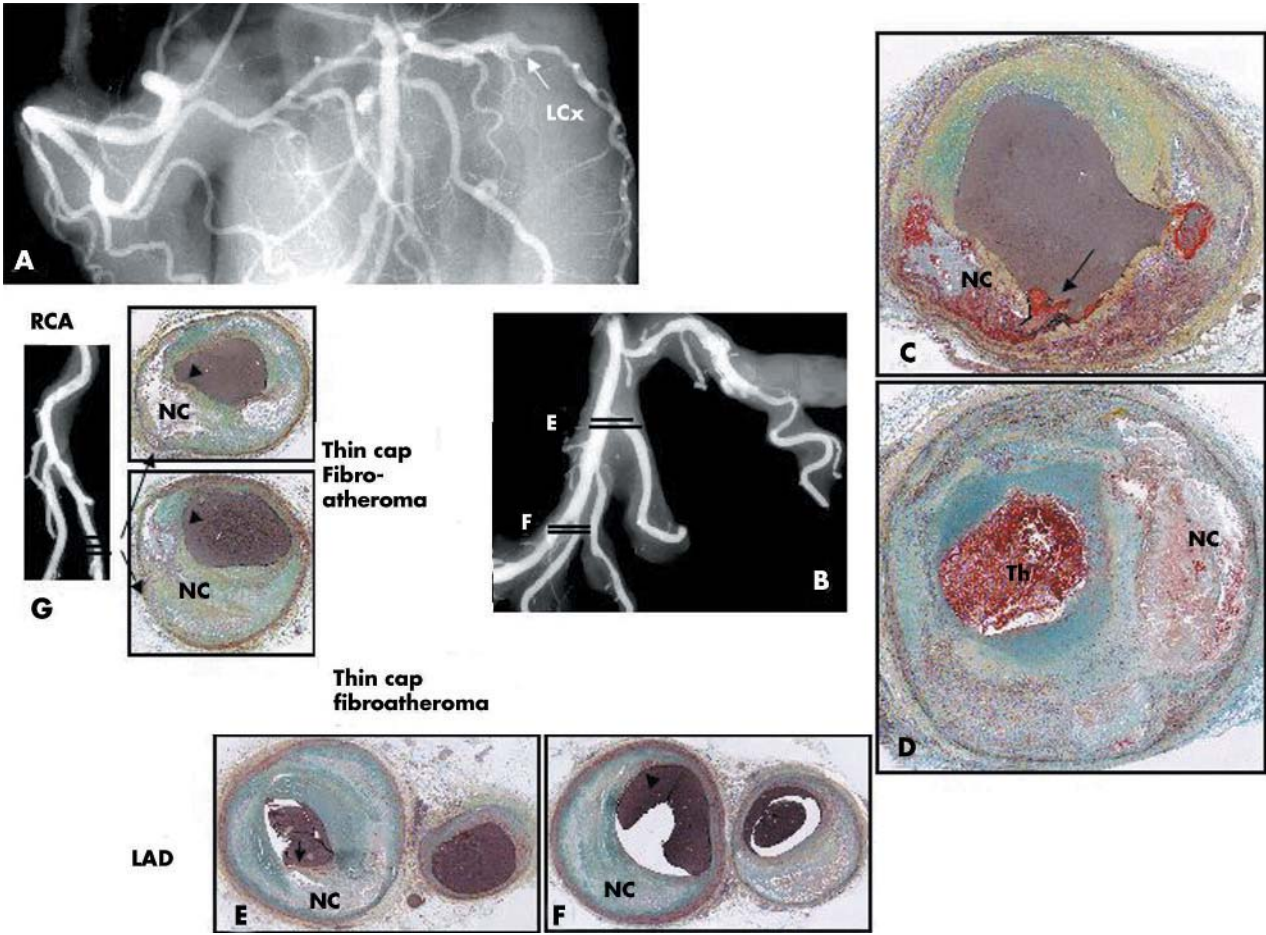 LCx
A
RCA
NC
Thin cap
Fibro-
atheroma
NC
G
E
F
B
NC
C
Th
NC
D
Thin cap
fibroatheroma
LAD
NC
E
NC
F